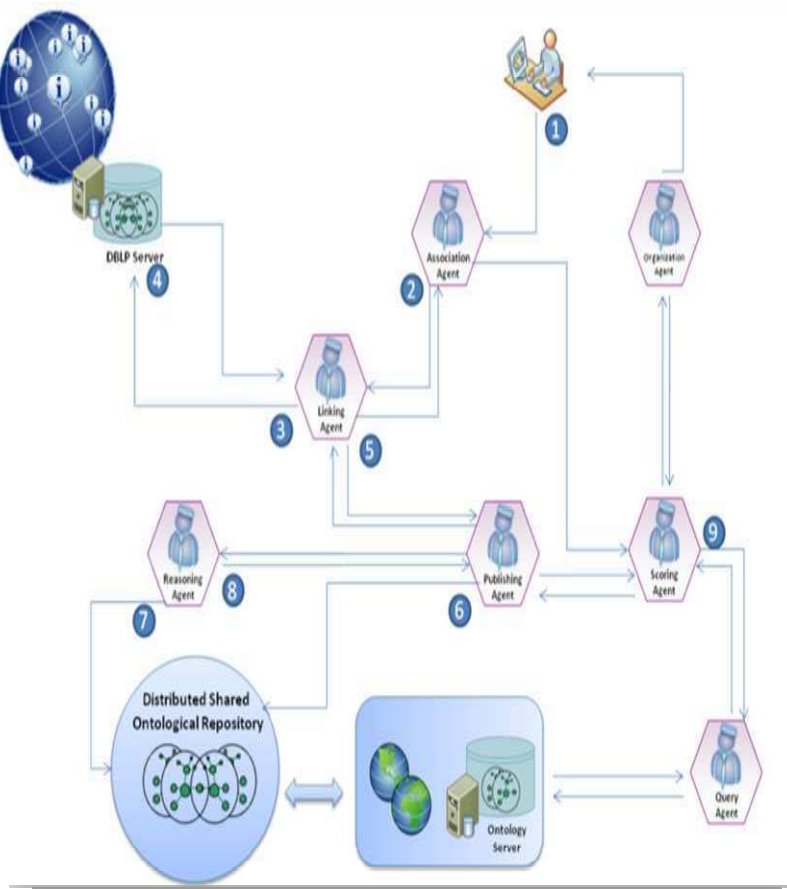 1
Association
Agent
Organization
Agent
DBLP Server
4
2
Linking
Agent
3
5
9
Reasoning
Agent
8
7
Publishing
Agent
6
Scoring
Agent
Distributed Shared
Ontological Repository
Ontology
Server
Query
Agent